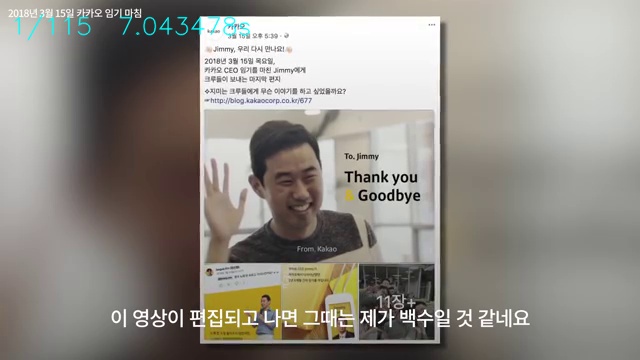 2018년 3월 15일 카카오 임기 마침
1/115 7.043478s
kakao
카카오
3월 15일 오후 5:39
Jimmy, 우리 다시 만나요!
2018년 3월 15일 목요일,
카카오 CEO 임기를 마친 Jimmy에게
크루들이 보내는 마지막 편지
지미는 크루들에게 무슨 이야기를 하고 싶었을까요?
☞http://blog.kakaocorp.co.kr/677
To. Jimmy
Thank you
Goodbye
From. Kakao
11장+
이 영상이 편집되고 나면 그때는 제가 백수일 것 같네요